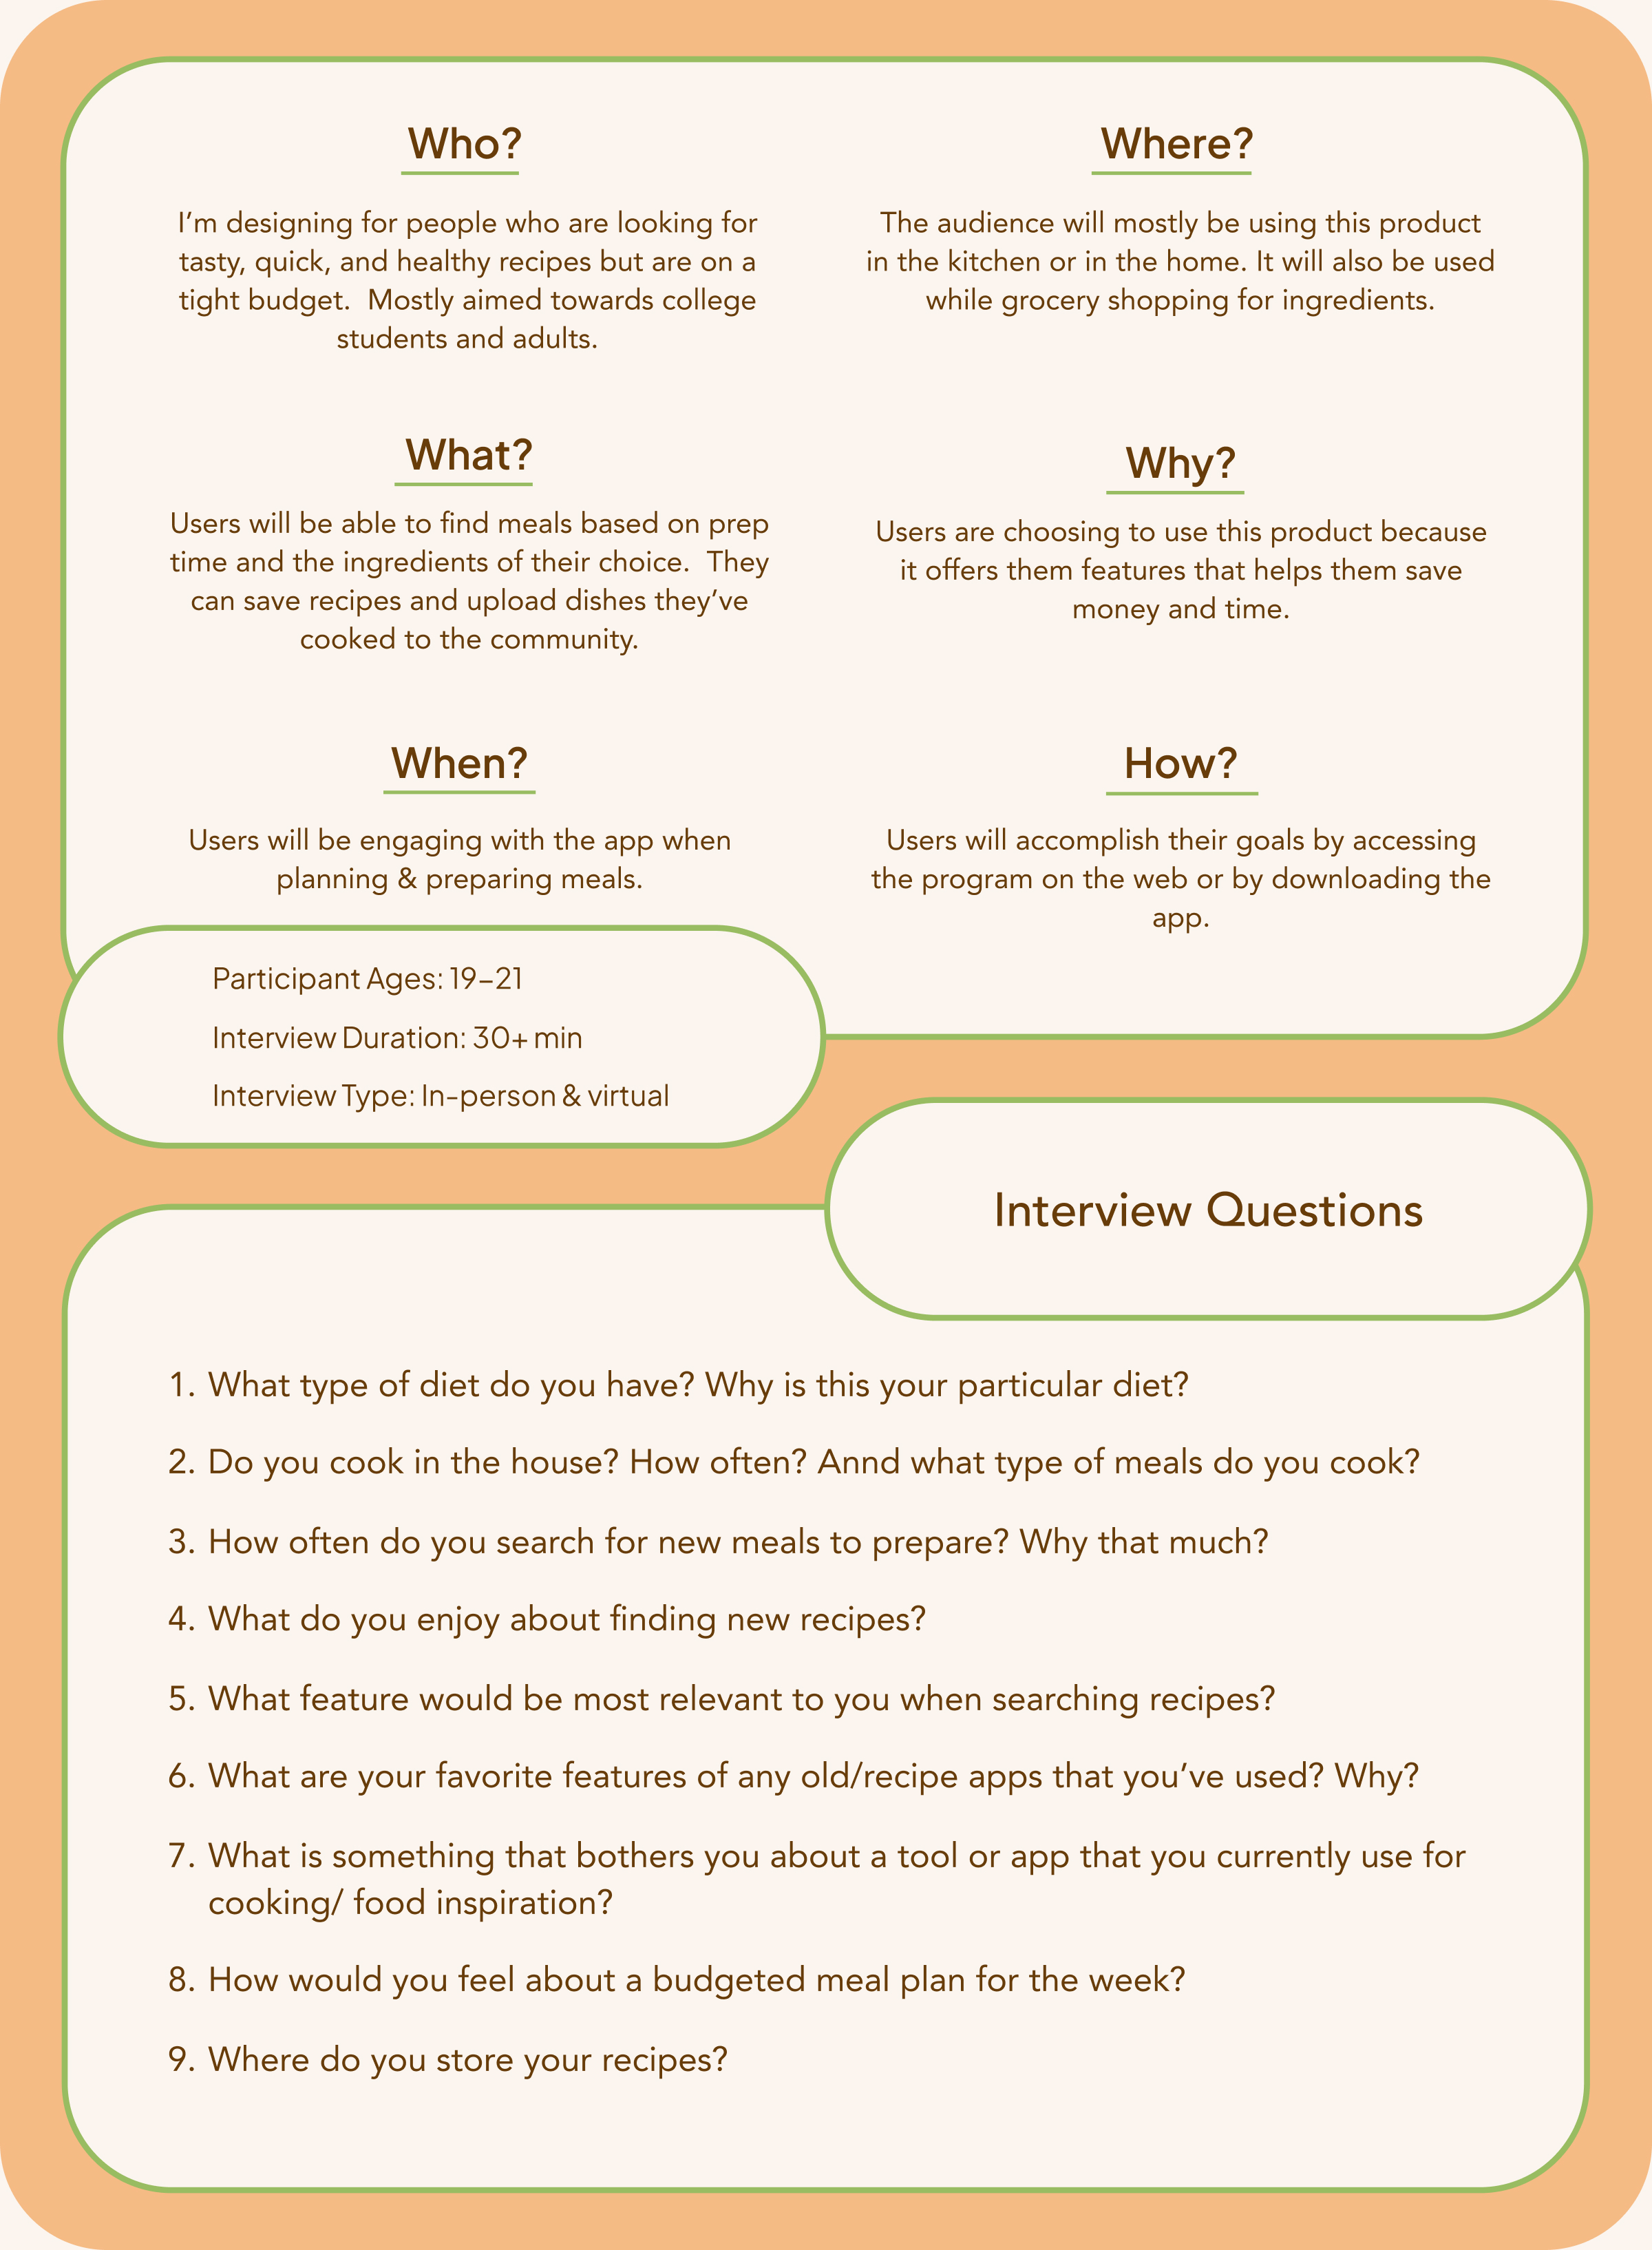 Who?
I’m designing for people who are looking for
tasty, quick, and healthy recipes but are on a
tight budget.  Mostly aimed towards college
students and adults.
Where?
The audience will mostly be using this product
in the kitchen or in the home. It will also be used
while grocery shopping for ingredients.
What?
Users will be able to find meals based on prep
time and the ingredients of their choice.  They
can save recipes and upload dishes they’ve
cooked to the community.
Why?
Users are choosing to use this product because
it offers them features that helps them save
money and time.
When?
Users will be engaging with the app when
planning & preparing meals.
How?
Users will accomplish their goals by accessing
the program on the web or by downloading the
app.
Participant Ages: 19-21
Interview Duration: 30+ min
Interview Type: In-person & virtual
Interview Questions
1. What type of diet do you have? Why is this your particular diet?
2. Do you cook in the house? How often? Annd what type of meals do you cook?
3. How often do you search for new meals to prepare? Why that much?
4. What do you enjoy about finding new recipes?
5. What feature would be most relevant to you when searching recipes?
6. What are your favorite features of any old/recipe apps that you’ve used? Why?
7. What is something that bothers you about a tool or app that you currently use for
cooking/ food inspiration?
8. How would you feel about a budgeted meal plan for the week?
9. Where do you store your recipes?